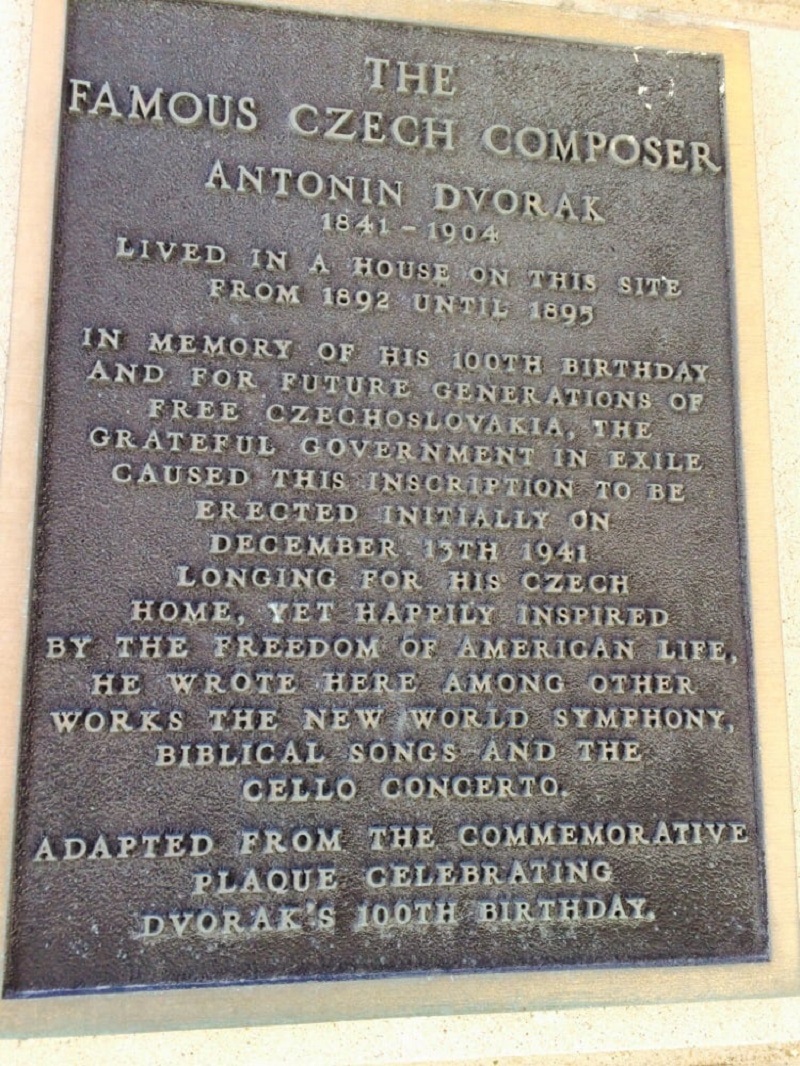 THE
FAMOUS CZECH COMPOSER
ANTONIN DVORAK
1841-1904
LIVED IN A HOUSE ON THIS SITE
FROM 1892 UNTIL 1895
IN MEMORY OF HIS 100TH BIRTHDAY
AND FOR FUTURE GENERATIONS OF
FREE CZECHOSLOVAKIA, THE
GRATEFUL GOVERNMENT IN EXILE
CAUSED THIS INSCRIPTION TO BE
ERECTED INITIALLY ON
DECEMBER 13TH 1941
LONGING FOR HIS CZECH
HOME, YET HAPPILY INSPIRED
BY THE FREEDOM OF AMERICAN LIFE,
HE WROTE HERE AMONG OTHER
WORKS THE NEW WORLD SYMPHONY,
BIBLICAL SONGS AND THE
CELLO CONCERTO.
ADAPTED FROM THE COMMEMORATIVE
PLAQUE CELEBRATING
DVORAK'S 100TH BIRTHDAY.